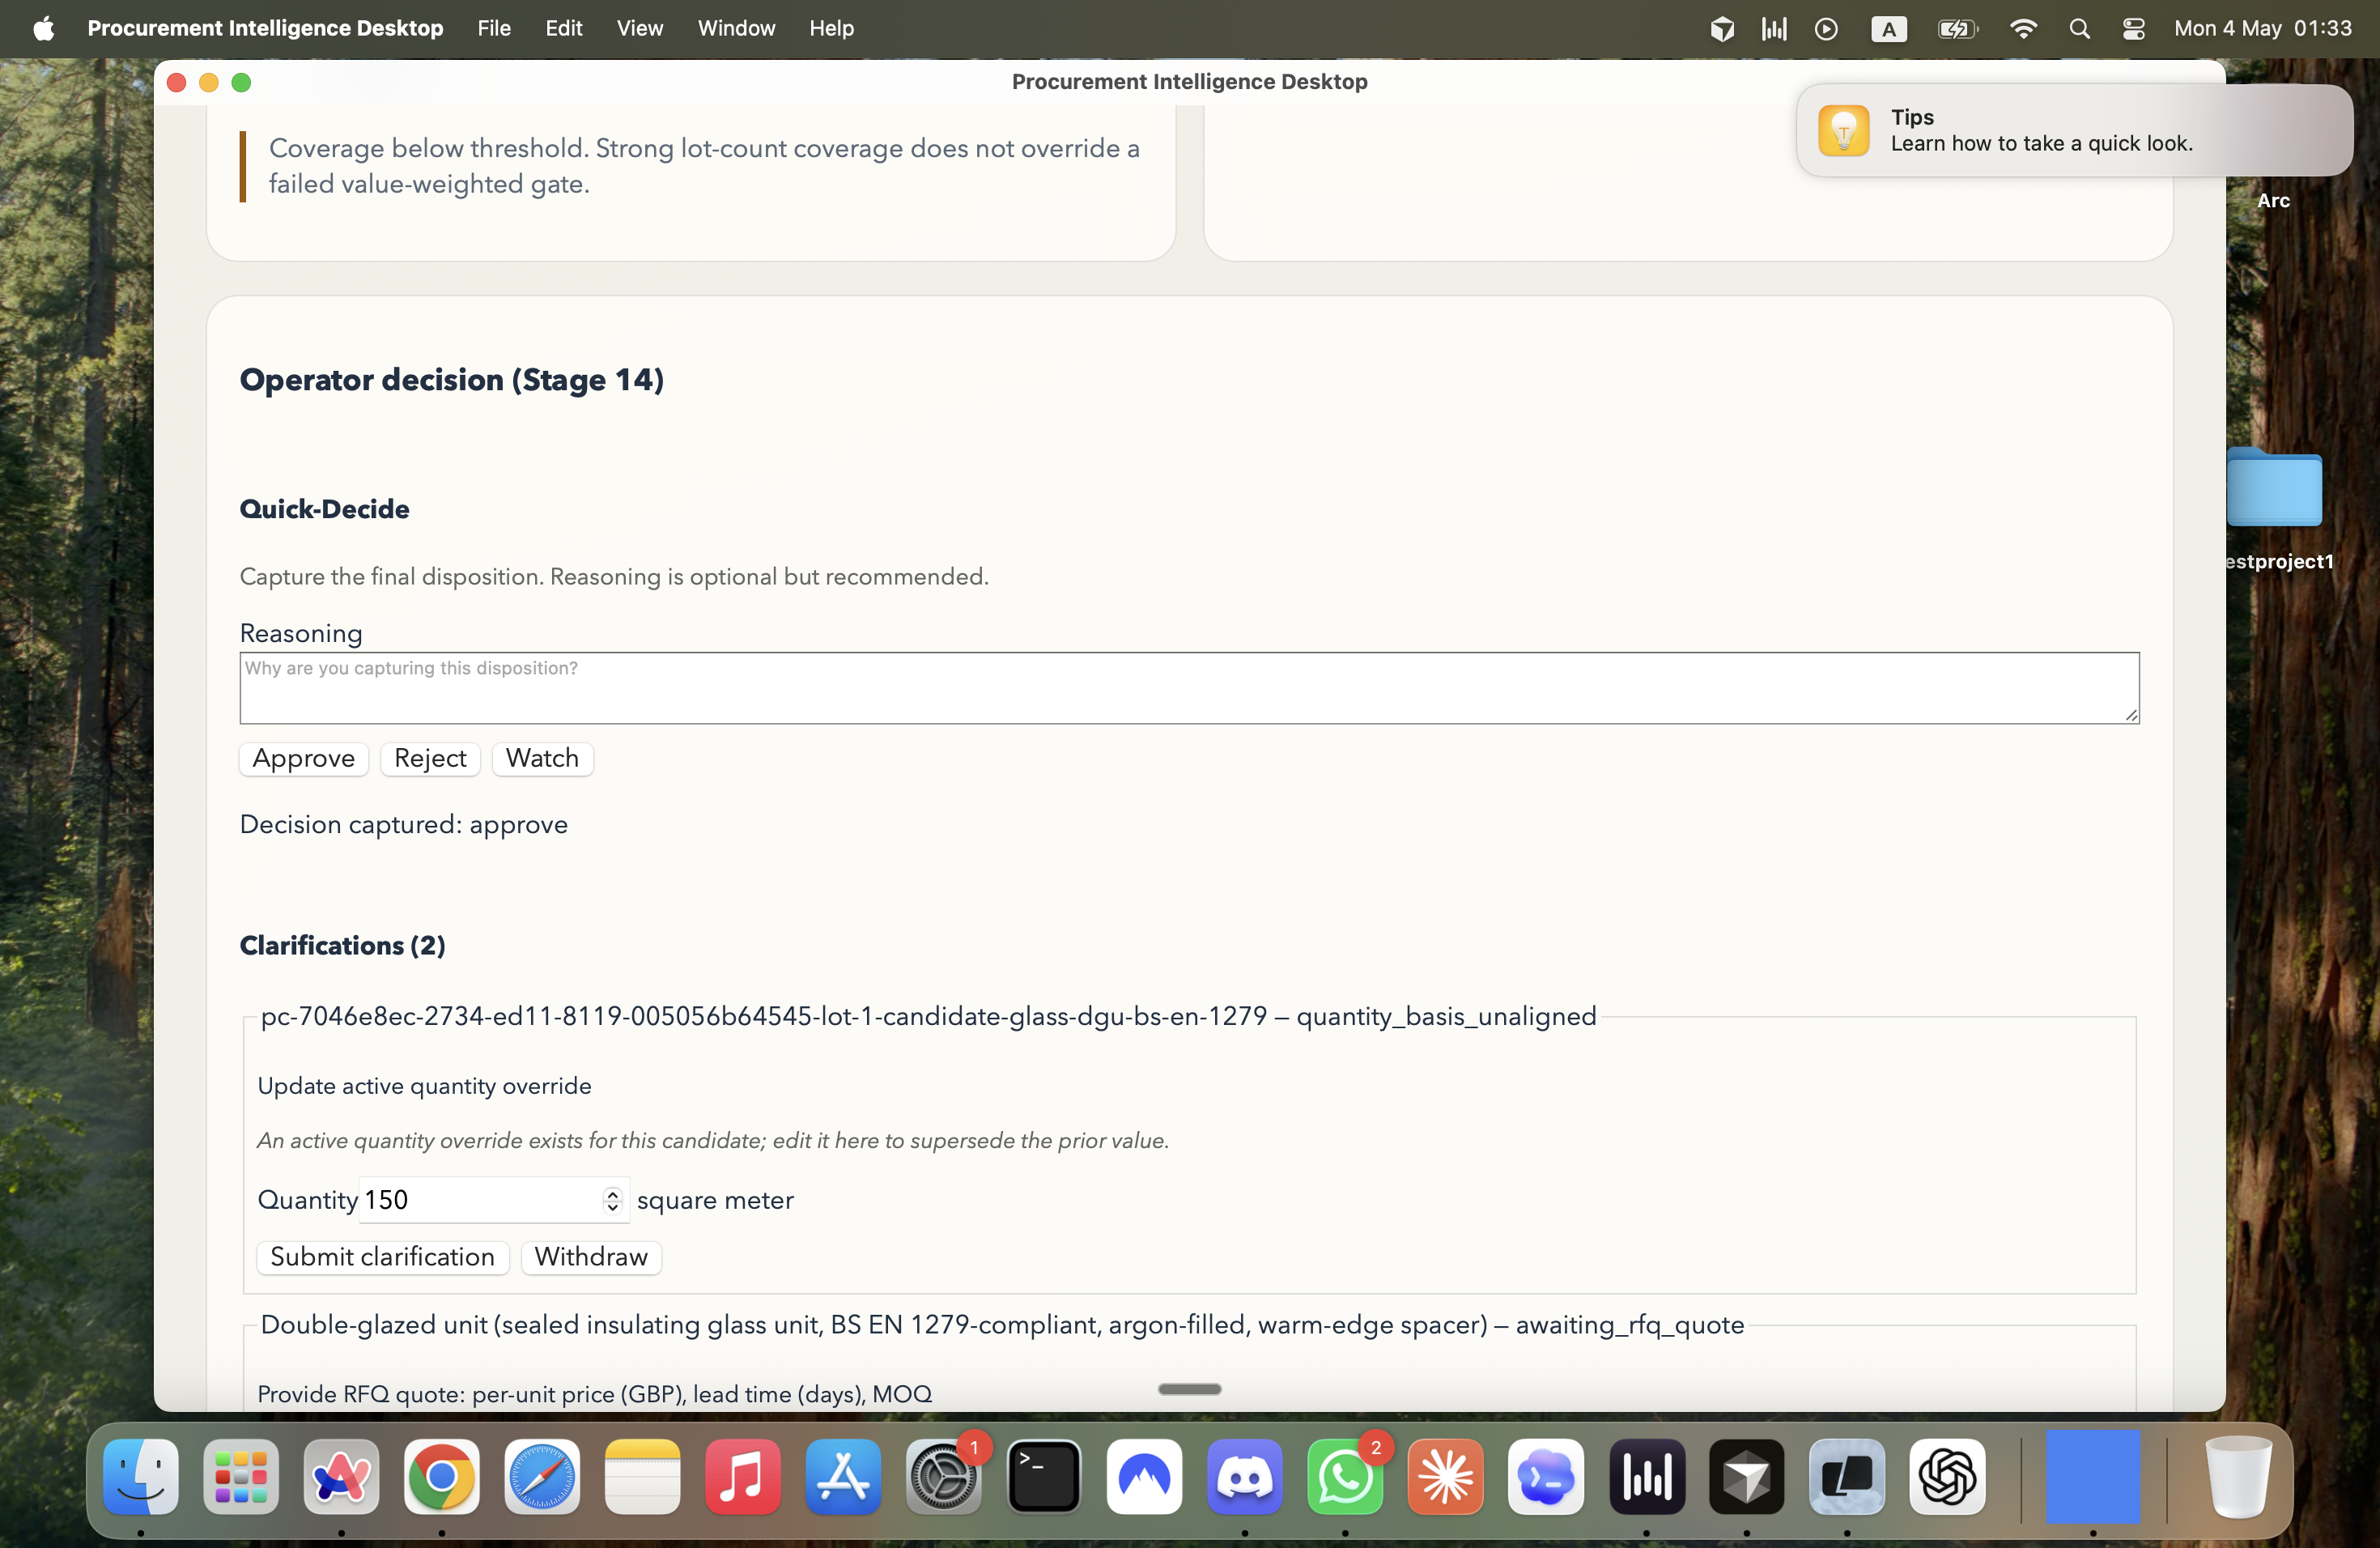 Procurement Intelligence Desktop File Edit View Window Help A Mon 4 May 01:33
Procurement Intelligence Desktop
Tips
Learn how to take a quick look.
Coverage below threshold. Strong lot-count coverage does not override a
failed value-weighted gate.
Arc
Operator decision (Stage 14)
Quick-Decide
estproject1
Capture the final disposition. Reasoning is optional but recommended.
Reasoning
Why are you capturing this disposition?
Approve Reject Watch
Decision captured: approve
Clarifications (2)
pc-7046e8ec-2734-ed11-8119-005056b64545-lot-1-candidate-glass-dgu-bs-en-1279 — quantity_basis_unaligned
Update active quantity override
An active quantity override exists for this candidate; edit it here to supersede the prior value.
Quantity 150 square meter
Submit clarification Withdraw
Double-glazed unit (sealed insulating glass unit, BS EN 1279-compliant, argon-filled, warm-edge spacer) — awaiting_rfq_quote
Provide RFQ quote: per-unit price (GBP), lead time (days), MOQ
1 2